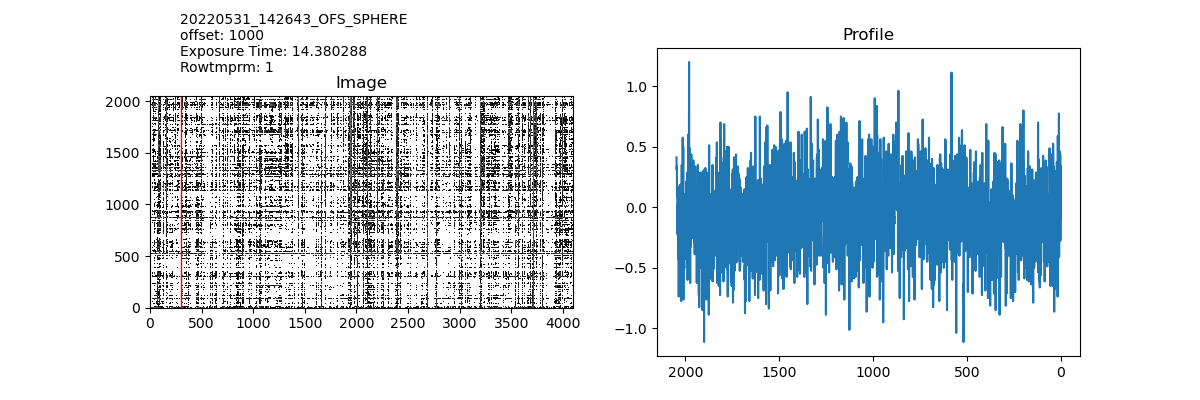 20220531_142643_OFS_SPHERE
offset: 1000
Exposure Time: 14.380288
Rowtmprm: 1
Image
2000
1500
1000
500
0
0 500 1000 1500 2000 2500 3000 3500 4000
Profile
1.0
0.5
0.0
−0.5
−1.0
2000 1500 1000 500 0